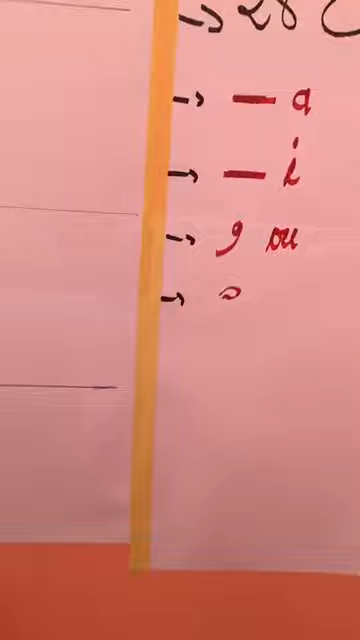 → 28
→ — a
→ — i
→ و ou
→ ه